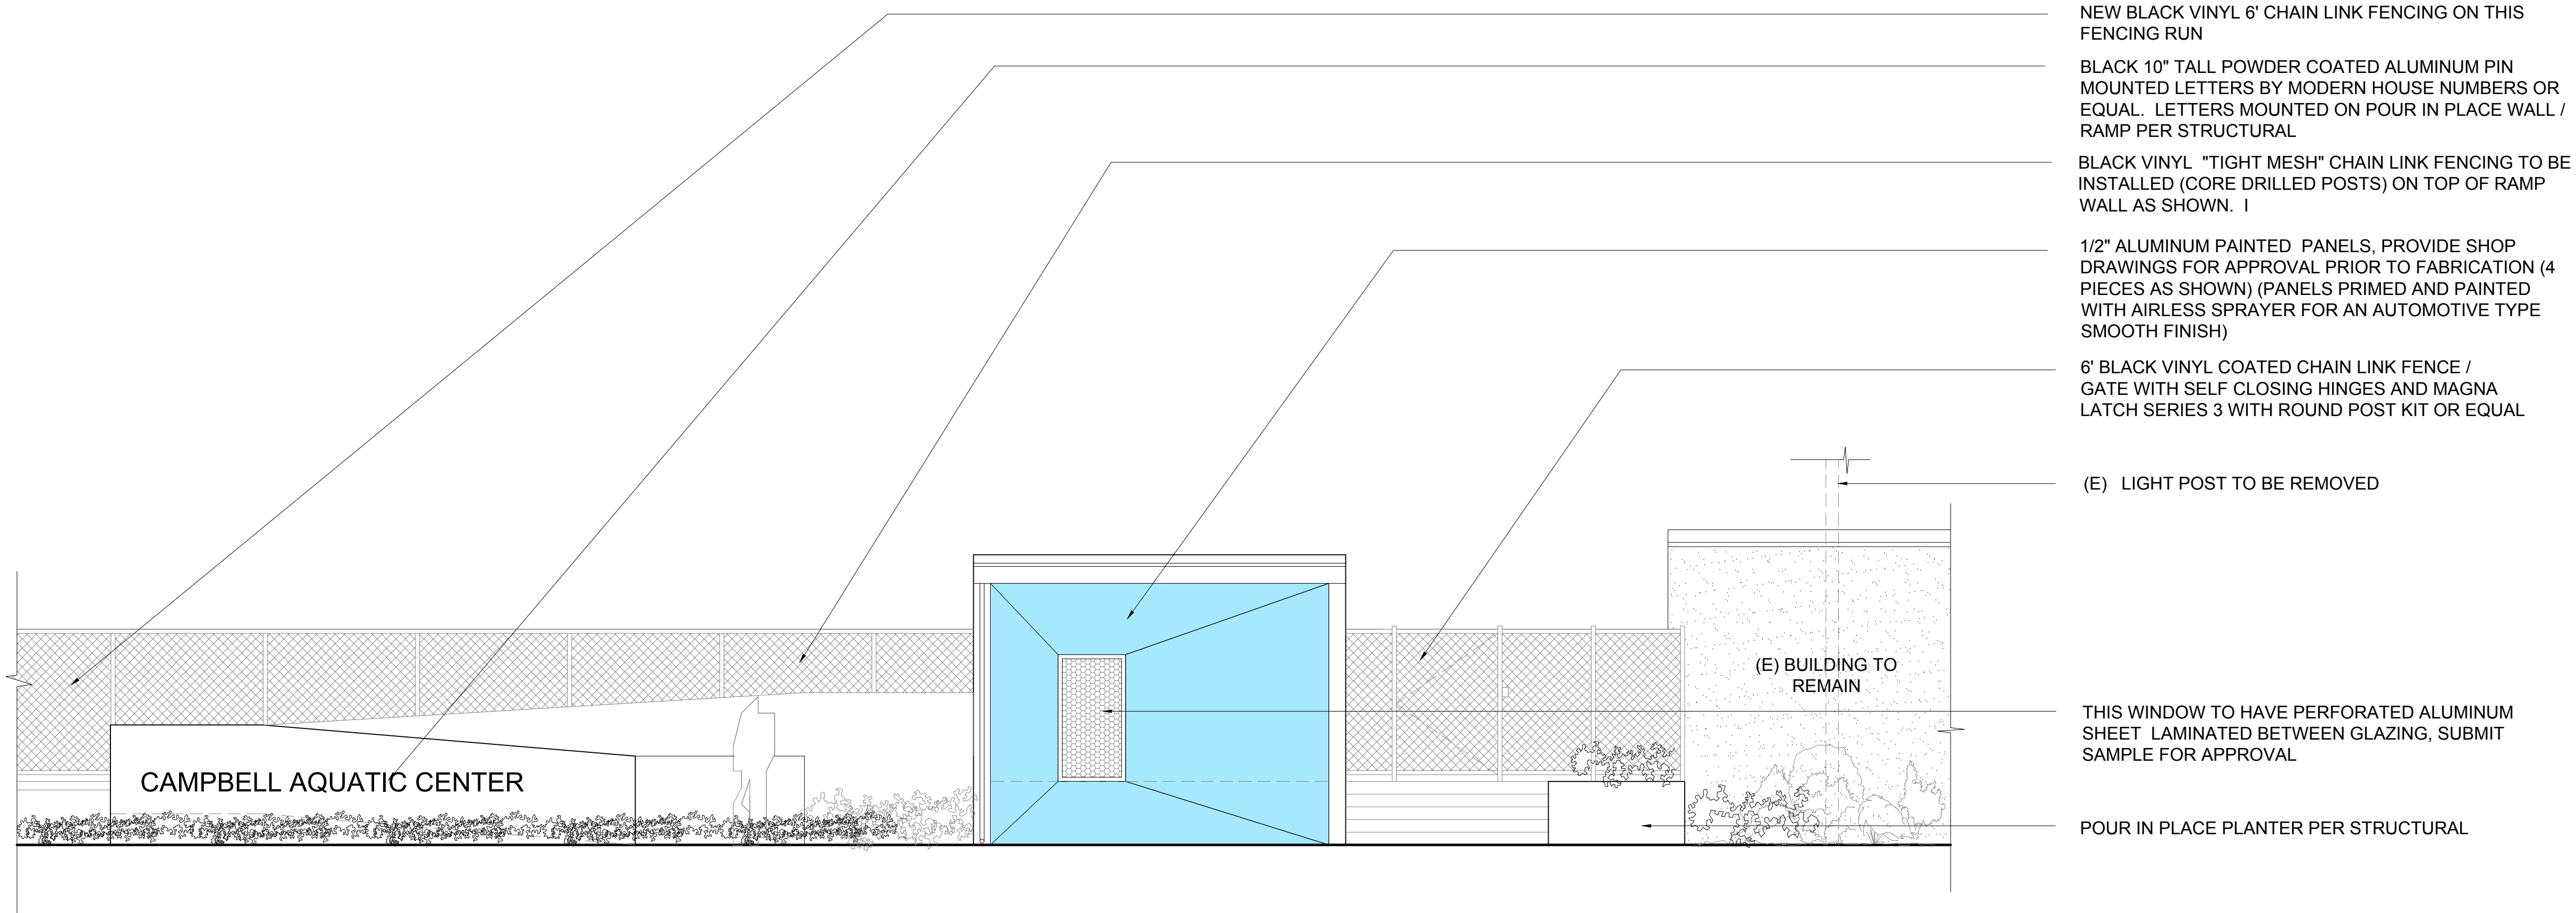 NEW BLACK VINYL 6' CHAIN LINK FENCING ON THIS
FENCING RUN
BLACK 10" TALL POWDER COATED ALUMINUM PIN
MOUNTED LETTERS BY MODERN HOUSE NUMBERS OR
EQUAL. LETTERS MOUNTED ON POUR IN PLACE WALL /
RAMP PER STRUCTURAL
BLACK VINYL "TIGHT MESH" CHAIN LINK FENCING TO BE
INSTALLED (CORE DRILLED POSTS) ON TOP OF RAMP
WALL AS SHOWN. I
1/2" ALUMINUM PAINTED PANELS, PROVIDE SHOP
DRAWINGS FOR APPROVAL PRIOR TO FABRICATION (4
PIECES AS SHOWN) (PANELS PRIMED AND PAINTED
WITH AIRLESS SPRAYER FOR AN AUTOMOTIVE TYPE
SMOOTH FINISH)
6' BLACK VINYL COATED CHAIN LINK FENCE /
GATE WITH SELF CLOSING HINGES AND MAGNA
LATCH SERIES 3 WITH ROUND POST KIT OR EQUAL
(E) LIGHT POST TO BE REMOVED
(E) BUILDING TO
REMAIN
THIS WINDOW TO HAVE PERFORATED ALUMINUM
SHEET LAMINATED BETWEEN GLAZING, SUBMIT
SAMPLE FOR APPROVAL
CAMPBELL AQUATIC CENTER
POUR IN PLACE PLANTER PER STRUCTURAL